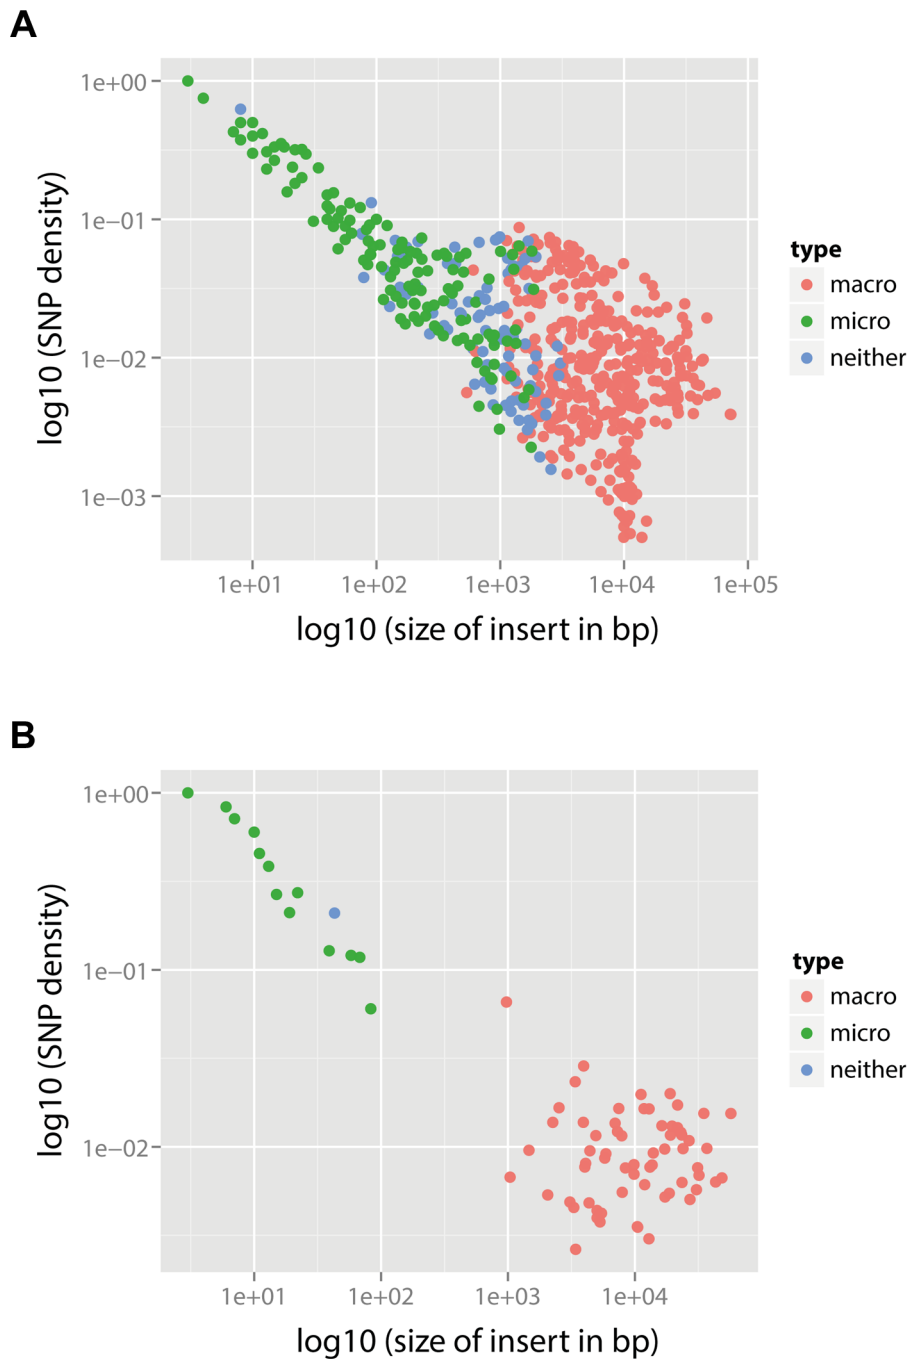 A
1e+00
1e−01
1e−02
1e−03
log10 (SNP density)
1e+01 1e+02 1e+03 1e+04 1e+05
log10 (size of insert in bp)
type
macro
micro
neither
B
1e+00
1e−01
1e−02
log10 (SNP density)
1e+01 1e+02 1e+03 1e+04
log10 (size of insert in bp)
type
macro
micro
neither